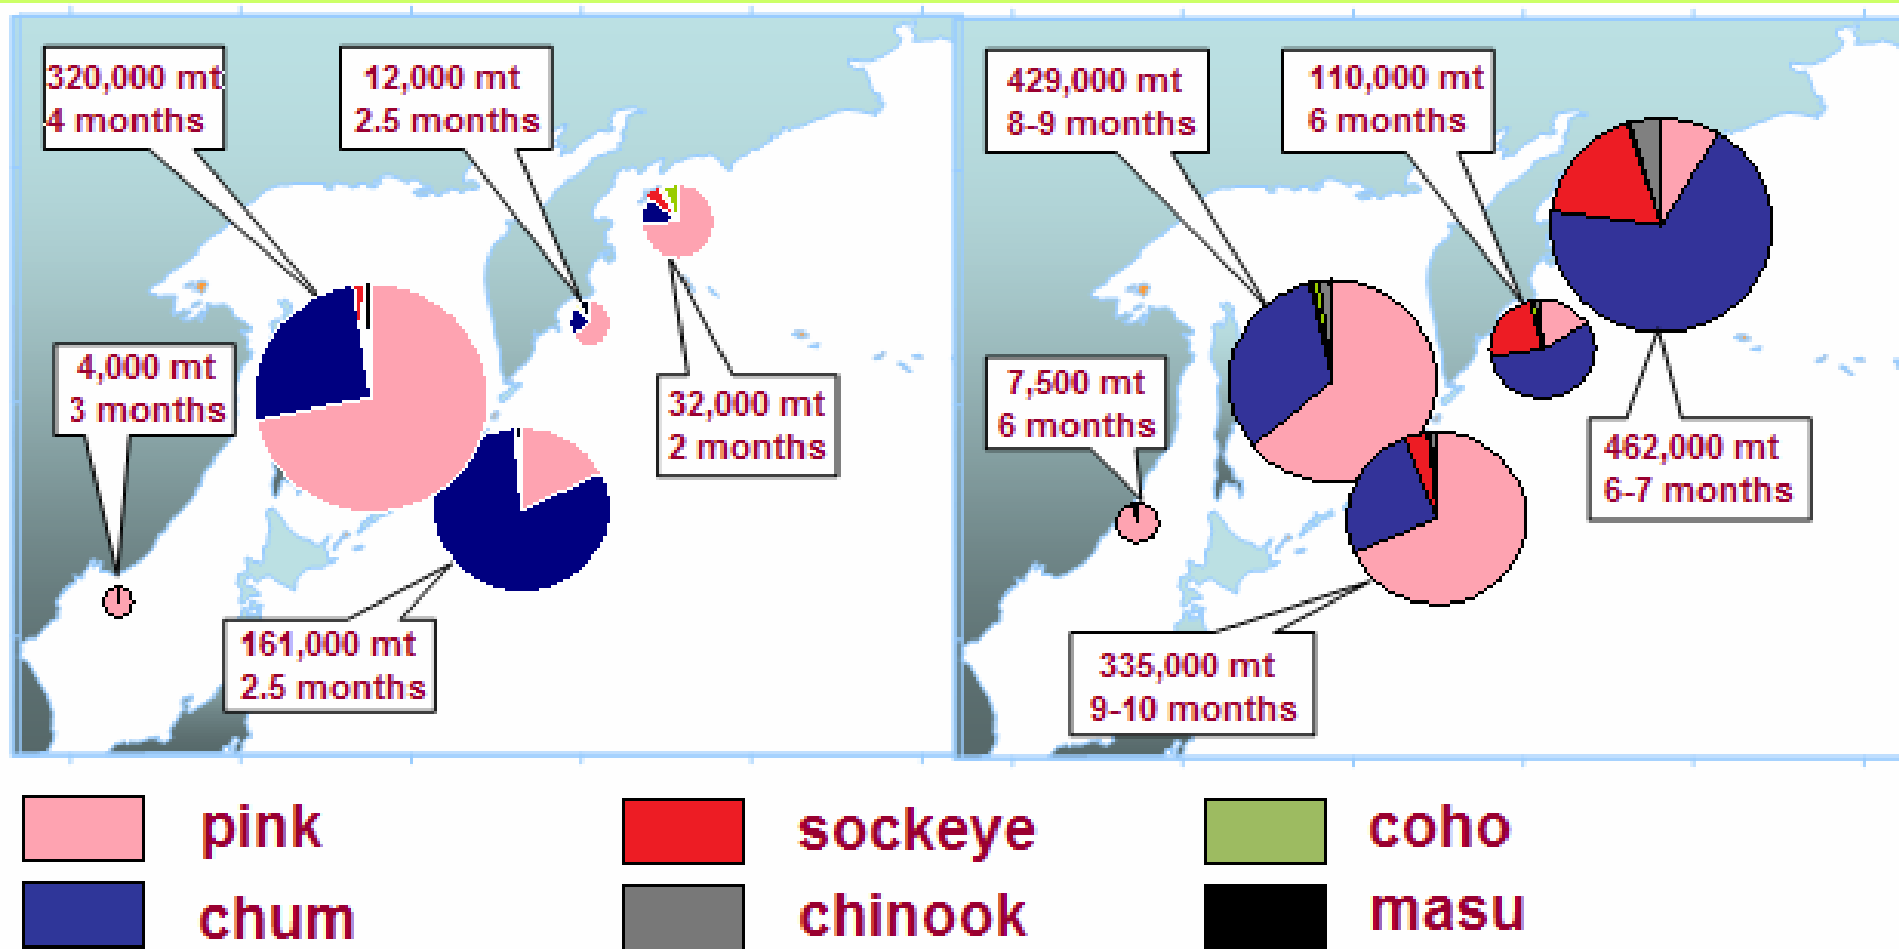 320,000 mt
4 months
12,000 mt
2.5 months
4,000 mt
3 months
32,000 mt
2 months
161,000 mt
2.5 months
429,000 mt
8-9 months
110,000 mt
6 months
7,500 mt
6 months
462,000 mt
6-7 months
335,000 mt
9-10 months
pink
sockeye
coho
chum
chinook
masu